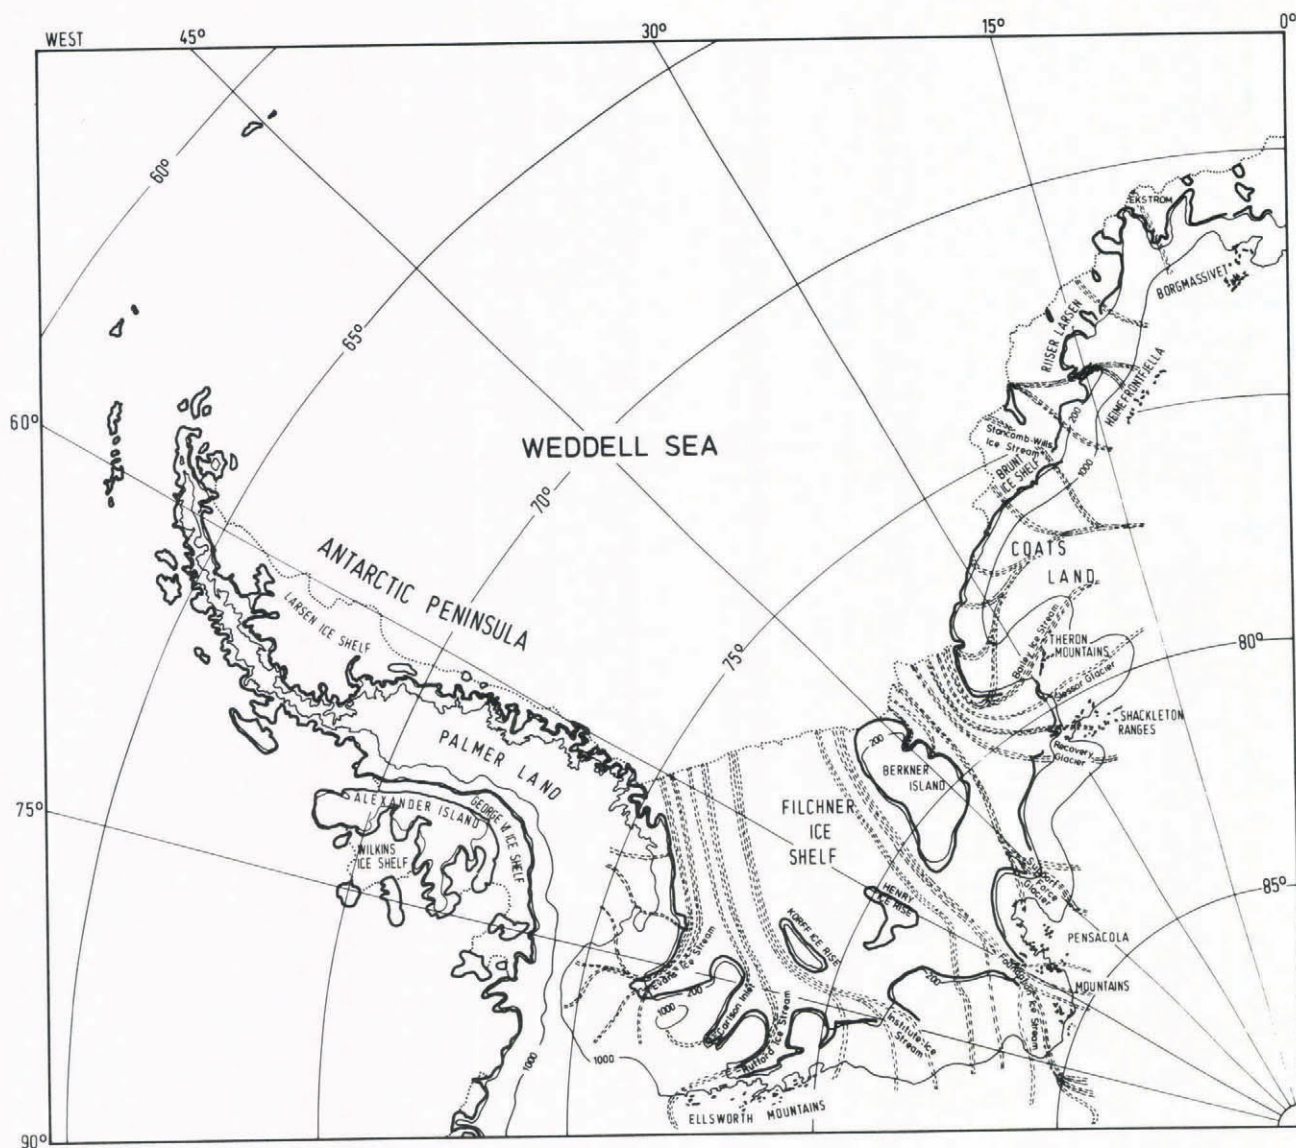 WEST
45°
30°
15°
0°
60°
EKSTROM
BORGMASSIVET
65°
RIISER LARSEN
HEIMEFRONTFJELLA
200
60°
WEDDELL SEA
Stancomb-Wills
Ice Stream
BRUNT
ICE SHELF
1000
70°
ANTARCTIC PENINSULA
COATS
LAND
LARSEN ICE SHELF
75°
Bailey Ice Stream
THERON
MOUNTAINS
80°
Slessor Glacier
SHACKLETON
RANGES
PALMER LAND
200
Recovery
Glacier
BERKNER
ISLAND
75°
ALEXANDER ISLAND
GEORGE VI ICE SHELF
FILCHNER
ICE
SHELF
WILKINS
ICE SHELF
Support
Force
Glacier
85°
HENRY
ICE RISE
KORFF ICE RISE
PENSACOLA
MOUNTAINS
Evans Ice Stream
200
1000
Carlson Inlet
Rutford Ice Stream
200
Institute-Ice
Stream
Foundation Ice Stream
1000
1000
ELLSWORTH MOUNTAINS
90°